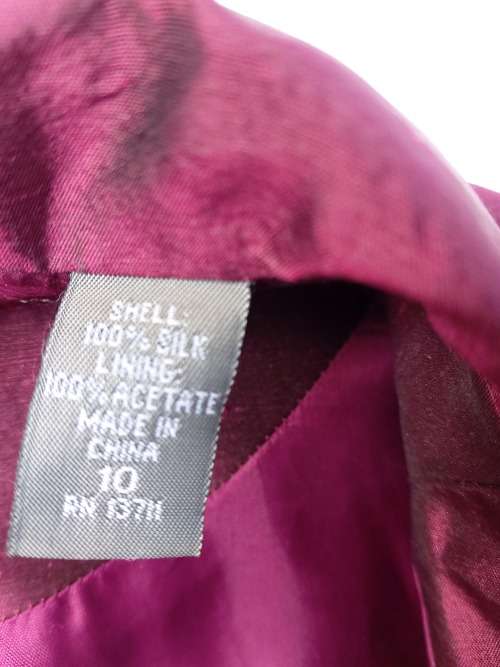 SHELL:
100% SILK
LINING:
100% ACETATE
MADE IN
CHINA
10
RN 13711